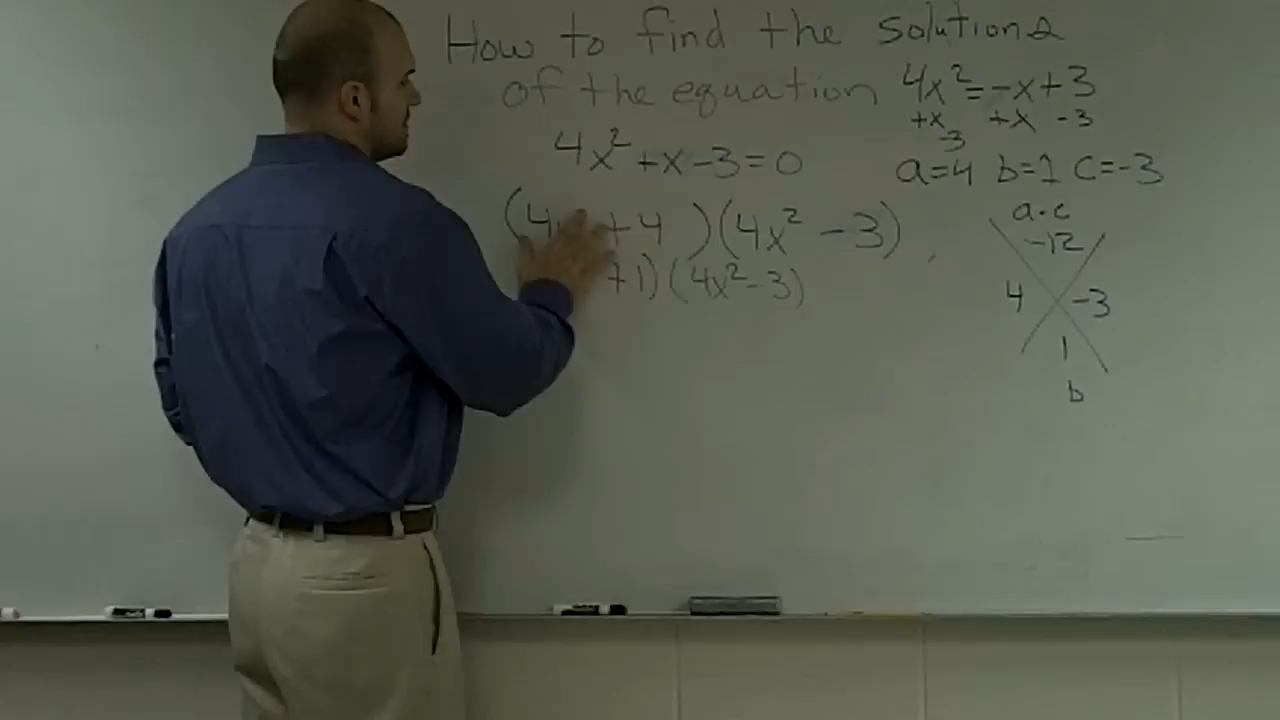 How to find the solutions
of the equation 4x² = -x+3
+x -3 +x -3
4x² +x -3 = 0
a=4 b=1 c=-3
(4 +4 )(4x² -3)
+1)(4x²-3)
a·c
-12
4 -3
1
b